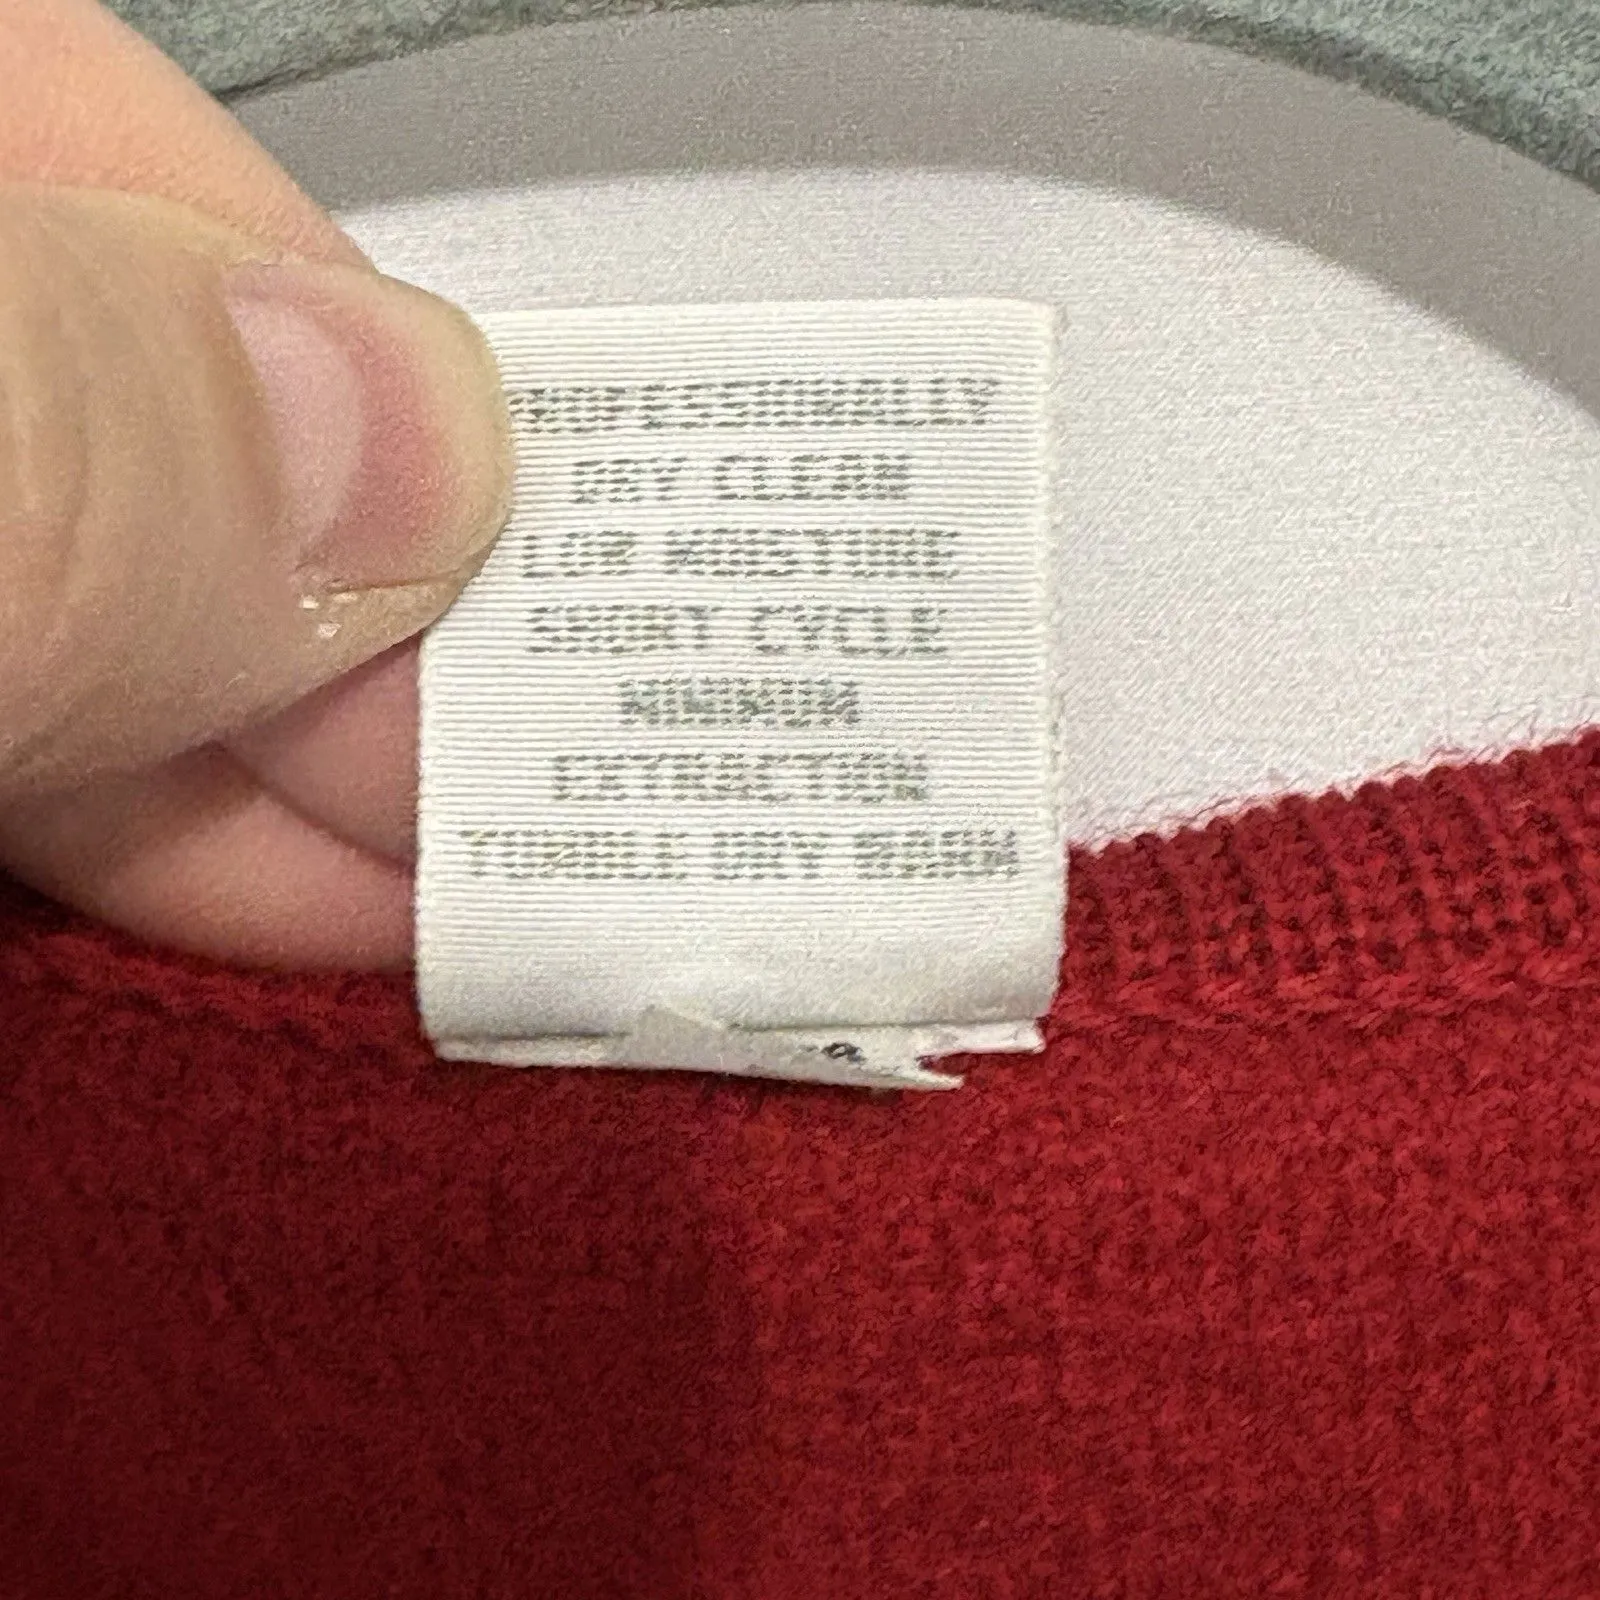 PROFESSIONALLY
DRY CLEAN
LOW MOISTURE
SHORT CYCLE
MINIMUM
EXTRACTION
TUMBLE DRY WARM